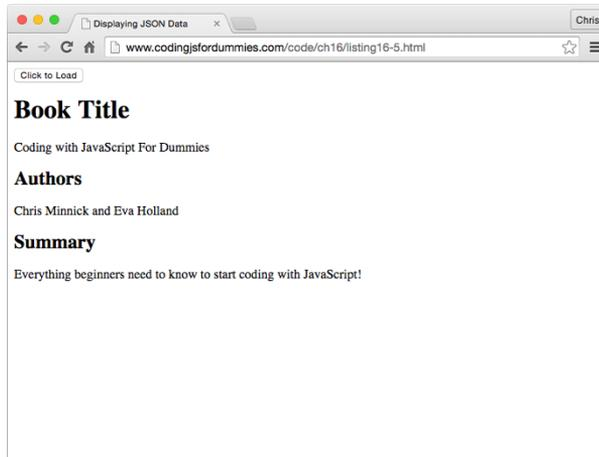 Displaying JSON Data
Chris
www.codingjsfordummies.com/code/ch16/listing16-5.html
Click to Load
Book Title
Coding with JavaScript For Dummies
Authors
Chris Minnick and Eva Holland
Summary
Everything beginners need to know to start coding with JavaScript!